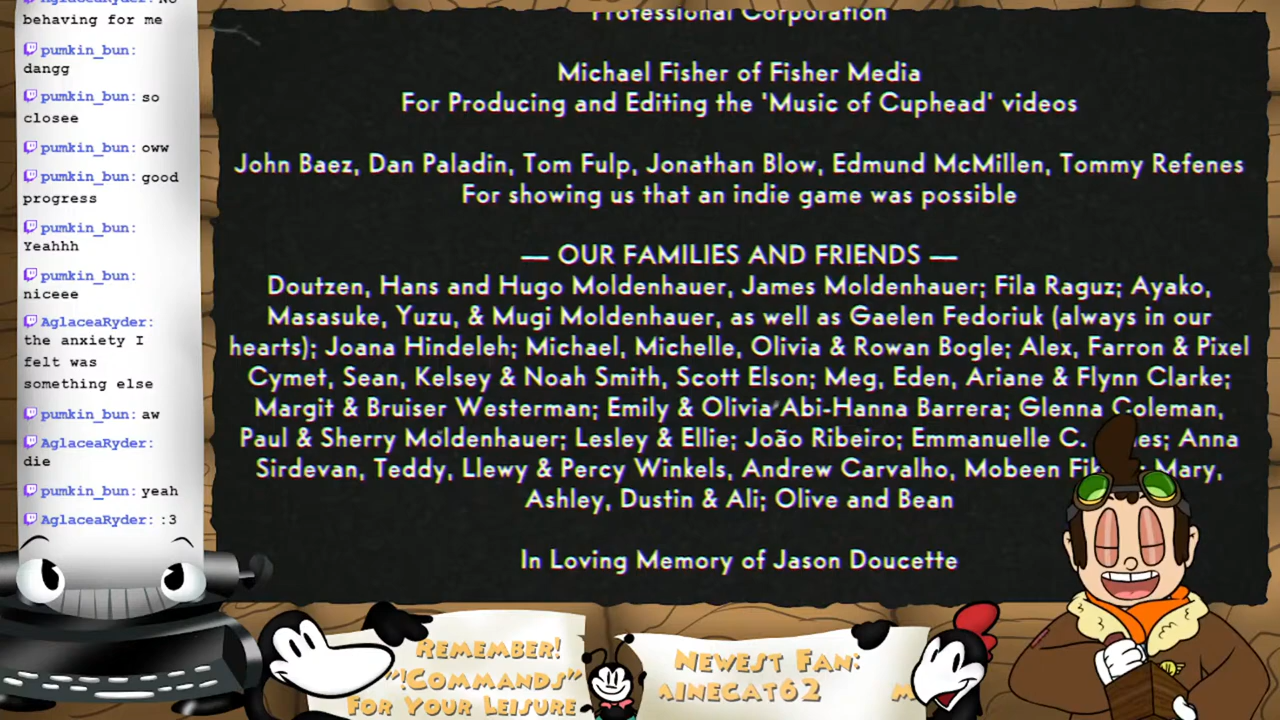 behaving for me
pumkin_bun:
dangg
pumkin_bun: so
closee
pumkin_bun: oww
pumkin_bun: good
progress
pumkin_bun:
Yeahhh
pumkin_bun:
niceee
AglaceaRyder:
the anxiety I
felt was
something else
pumkin_bun: aw
AglaceaRyder:
die
pumkin_bun: yeah
AglaceaRyder: :3
Professional Corporation
Michael Fisher of Fisher Media
For Producing and Editing the 'Music of Cuphead' videos
John Baez, Dan Paladin, Tom Fulp, Jonathan Blow, Edmund McMillen, Tommy Refenes
For showing us that an indie game was possible
— OUR FAMILIES AND FRIENDS —
Doutzen, Hans and Hugo Moldenhauer, James Moldenhauer; Fila Raguz; Ayako,
Masasuke, Yuzu, & Mugi Moldenhauer, as well as Gaelen Fedoriuk (always in our
hearts); Joana Hindeleh; Michael, Michelle, Olivia & Rowan Bogle; Alex, Farron & Pixel
Cymet, Sean, Kelsey & Noah Smith, Scott Elson; Meg, Eden, Ariane & Flynn Clarke;
Margit & Bruiser Westerman; Emily & Olivia Abi-Hanna Barrera; Glenna Coleman,
Paul & Sherry Moldenhauer; Lesley & Ellie; João Ribeiro; Emmanuelle C. Anna
Sirdevan, Teddy, Llewy & Percy Winkels, Andrew Carvalho, Mobeen Mary,
Ashley, Dustin & Ali; Olive and Bean
In Loving Memory of Jason Doucette
Remember!
"!Commands"
For Your Leisure
Newest Fan:
ainecat62